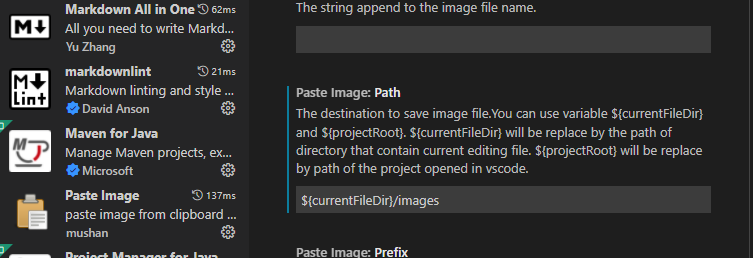 Markdown All in One 62ms
All you need to write Markd...
Yu Zhang
markdownlint 21ms
Markdown linting and style ...
David Anson
Maven for Java
Manage Maven projects, ex...
Microsoft
Paste Image 137ms
paste image from clipboard ...
mushan
Project Manager for Java
The string append to the image file name.
Paste Image: Path
The destination to save image file.You can use variable ${currentFileDir}
and ${projectRoot}. ${currentFileDir} will be replace by the path of
directory that contain current editing file. ${projectRoot} will be replace
by path of the project opened in vscode.
${currentFileDir}/images
Paste Image: Prefix